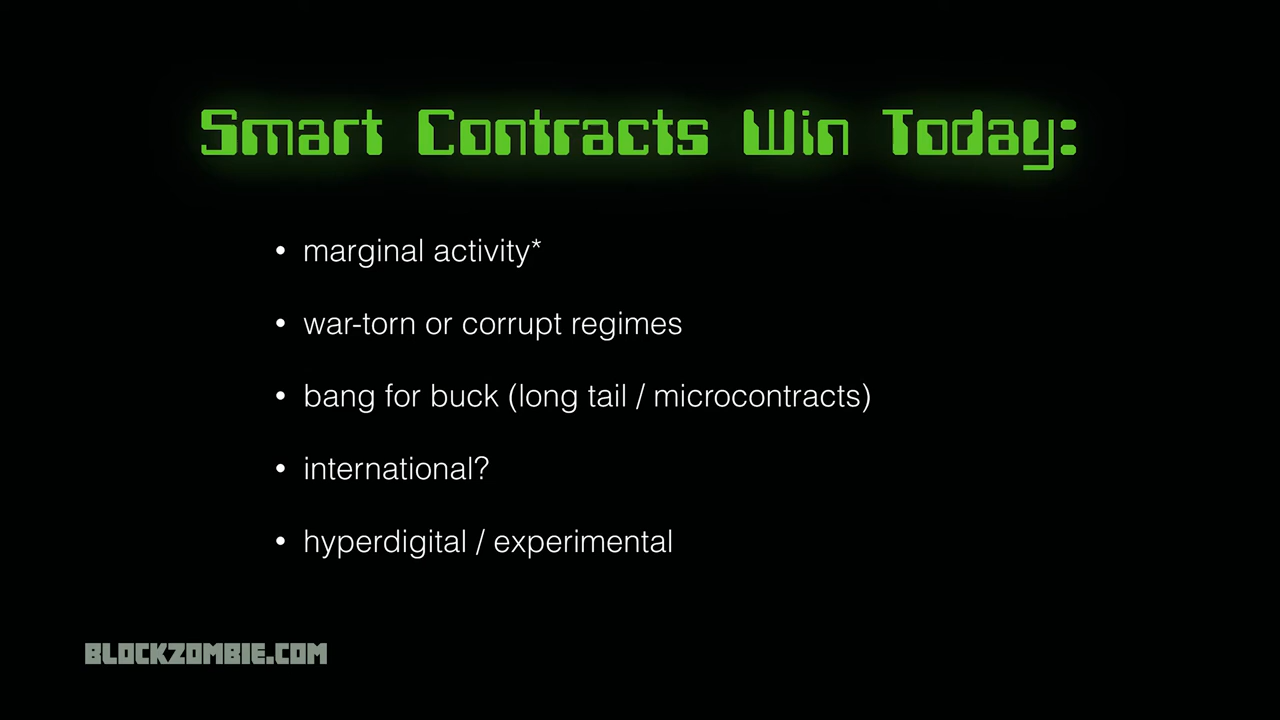 Smart Contracts Win Today:
• marginal activity*
• war-torn or corrupt regimes
• bang for buck (long tail / microcontracts)
• international?
• hyperdigital / experimental
BLOCKZOMBIE.COM